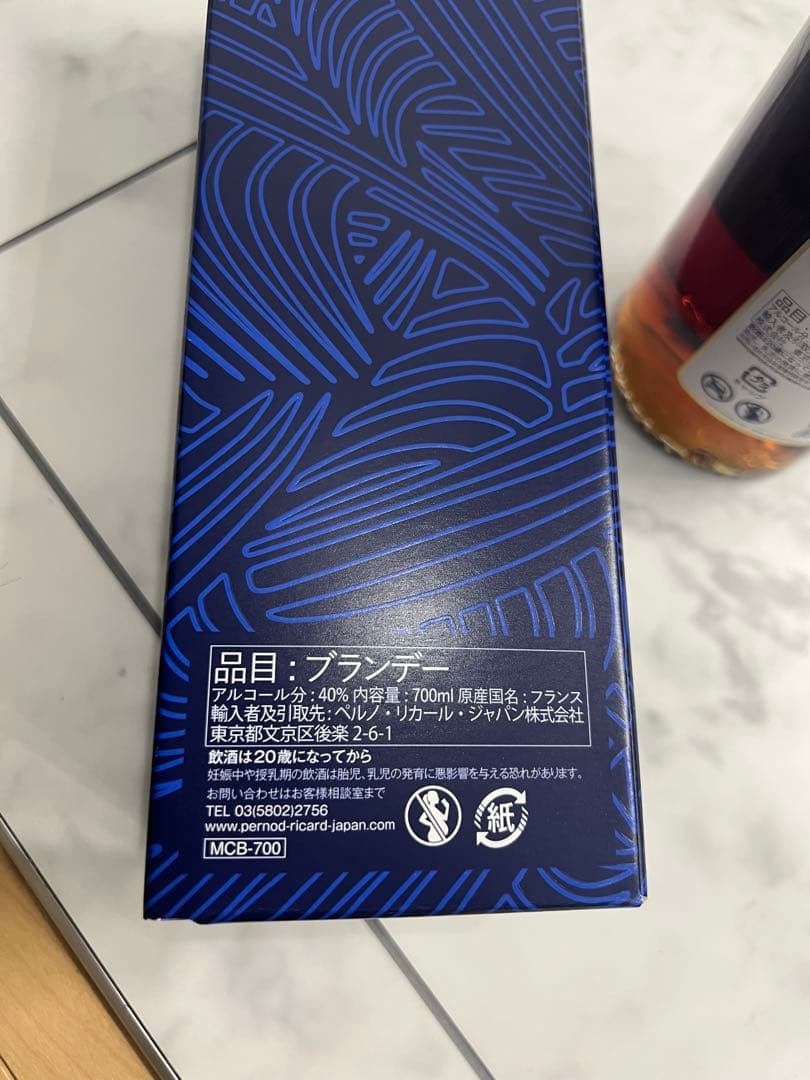 品目：ブランデー
アルコール分：40% 内容量：700ml 原産国名：フランス
輸入者及引取先：ペルノ・リカール・ジャパン株式会社
東京都文京区後楽 2-6-1
飲酒は20歳になってから
妊娠中や授乳期の飲酒は胎児、乳児の発育に悪影響を与える恐れがあります。
お問い合わせはお客様相談室まで
TEL 03(5802)2756
www.pernod-ricard-japan.com
MCB-700
紙
品目
輸入者及